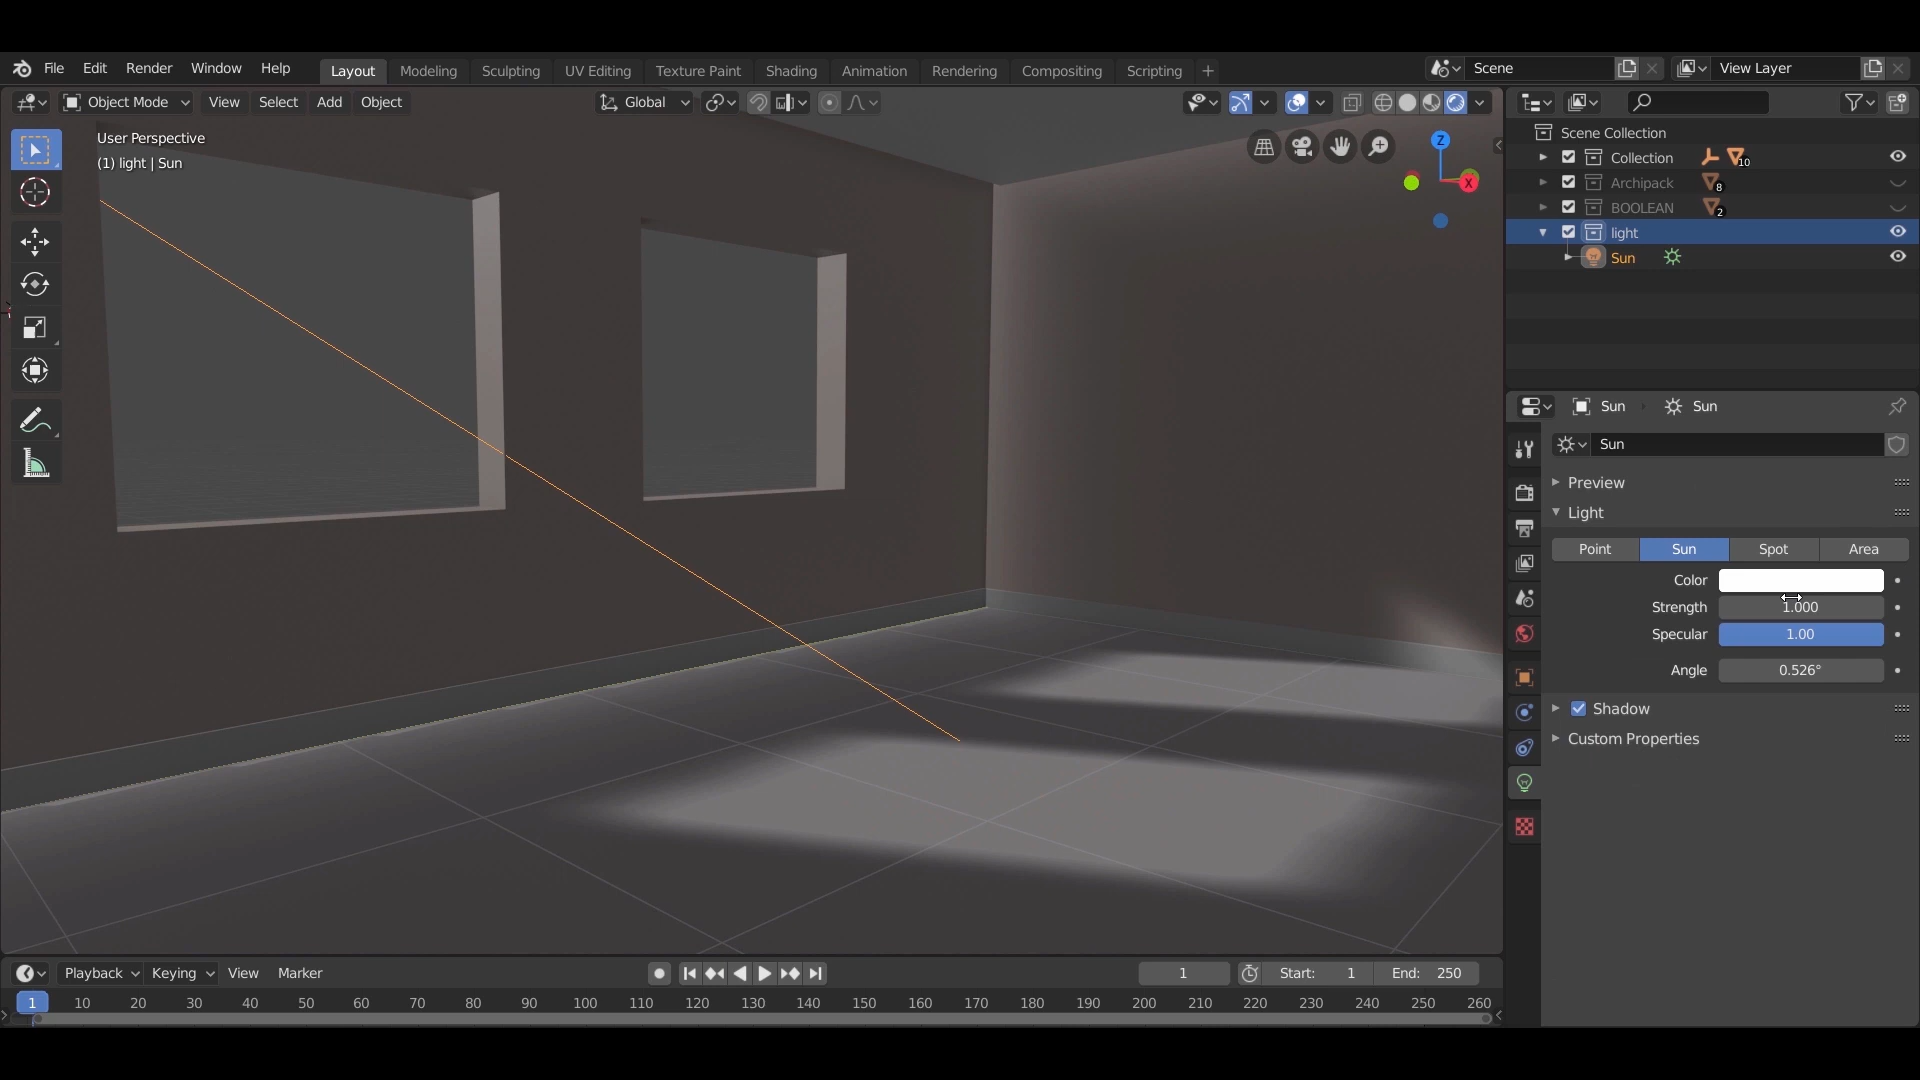 File Edit Render Window Help Layout Modeling Sculpting UV Editing Texture Paint Shading Animation Rendering Compositing Scripting + Scene View Layer
Object Mode View Select Add Object Global
User Perspective
(1) light | Sun
Z
X
Scene Collection
Collection 10
Archipack 8
BOOLEAN 2
light
Sun
Sun Sun
Sun
Preview
Light
Point Sun Spot Area
Color
Strength 1.000
Specular 1.00
Angle 0.526°
Shadow
Custom Properties
Playback Keying View Marker 1 Start: 1 End: 250
1 10 20 30 40 50 60 70 80 90 100 110 120 130 140 150 160 170 180 190 200 210 220 230 240 250 260